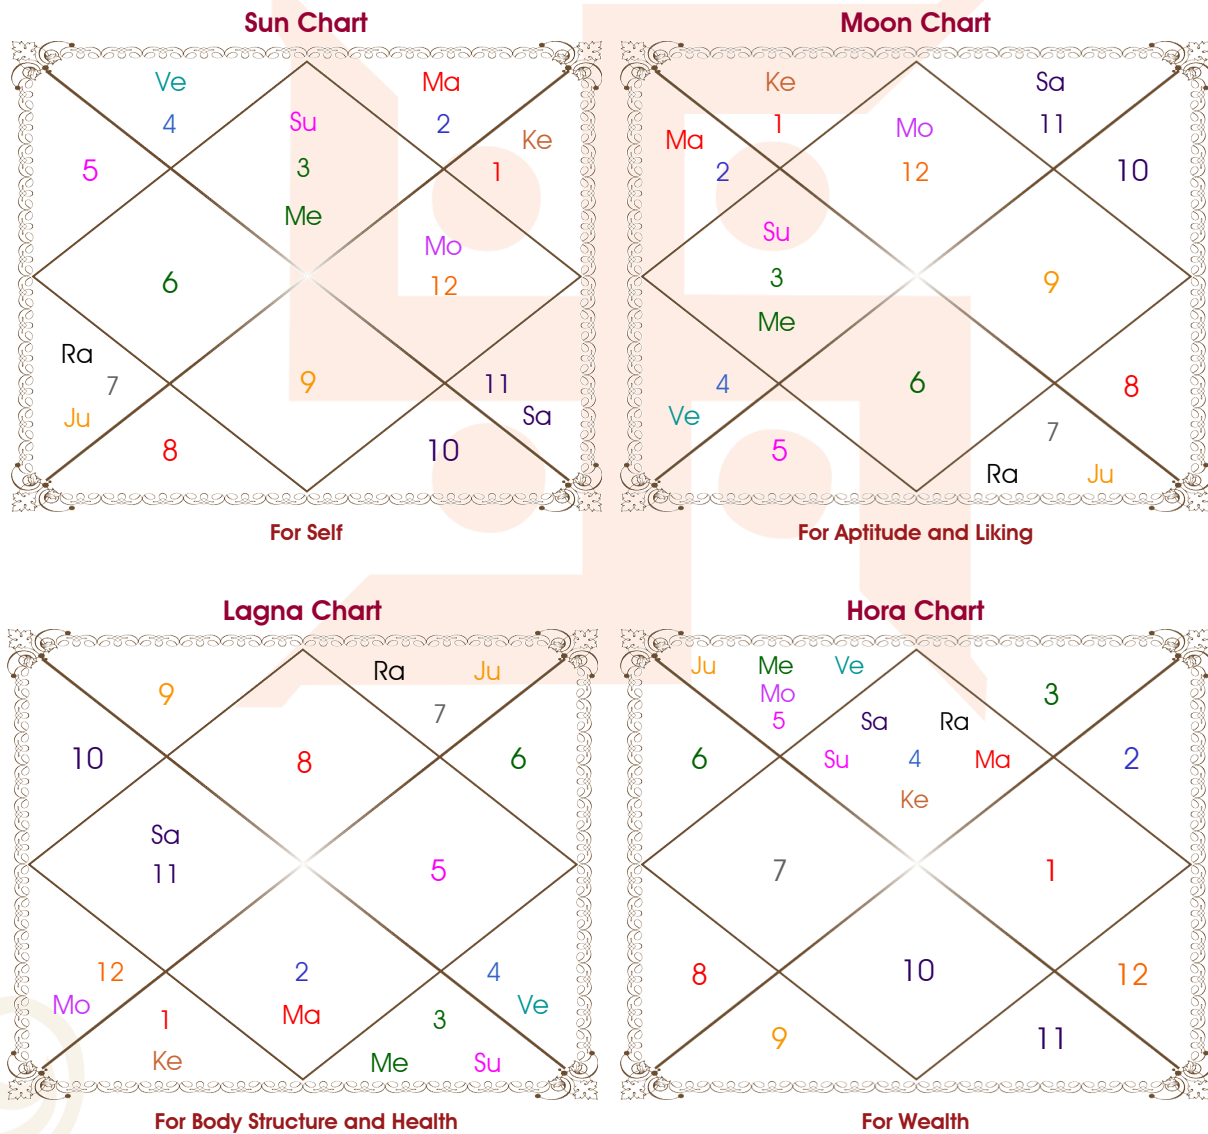 Sun Chart
Ve Ma
4 Su 2 Ke
5 3 1
Me
Mo
6 12
Ra
7 9 11
Ju Sa
8 10
For Self
Moon Chart
Ke Sa
Ma 1 Mo 11
2 12 10
Su
3 9
Me
4 6 8
Ve
5 7
Ra Ju
For Aptitude and Liking
Lagna Chart
Ra Ju
9 7
10 8 6
Sa
11 5
12 2 4
Mo Ma Ve
1 3
Ke Me Su
For Body Structure and Health
Hora Chart
Ju Me Ve
Mo 3
5 Sa Ra
6 Su 4 Ma 2
Ke
7 1
8 10 12
9 11
For Wealth